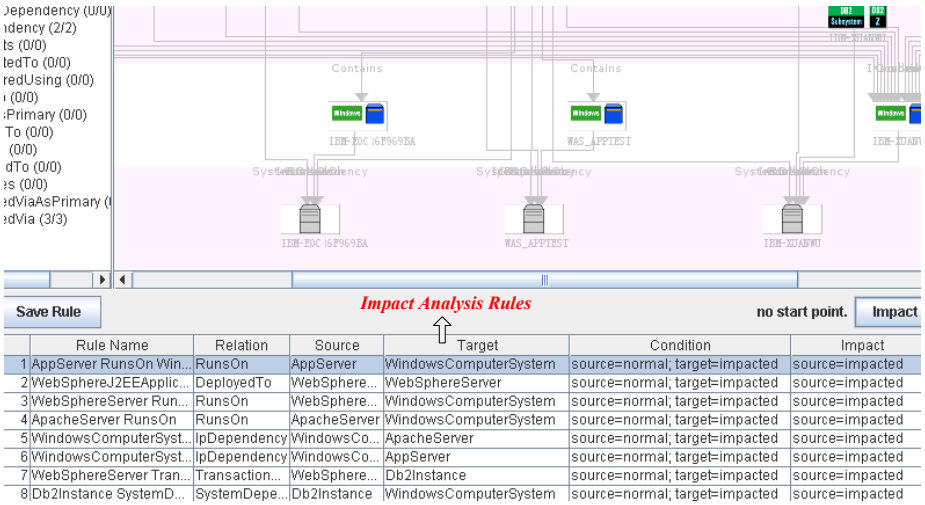 Dependency (0/0)
ndency (2/2)
ts (0/0)
tedTo (0/0)
redUsing (0/0)
(0/0)
sPrimary (0/0)
To (0/0)
(0/0)
dTo (0/0)
es (0/0)
edViaAsPrimary (
edVia (3/3)
DB2 DB2
Subsystem Z
Contains Contains
Windows Windows Windows
WAS_APPTEST
WAS_APPTEST IBM-XUANWU
Save Rule Impact Analysis Rules no start point. Impact
Rule Name Relation Source Target Condition Impact
1 AppServer RunsOn Win... RunsOn AppServer WindowsComputerSystem source=normal; target=impacted source=impacted
2 WebSphereJ2EEApplic... DeployedTo WebSphere... WebSphereServer source=normal; target=impacted source=impacted
3 WebSphereServer Run... RunsOn WebSphere... WindowsComputerSystem source=normal; target=impacted source=impacted
4 ApacheServer RunsOn RunsOn ApacheServer WindowsComputerSystem source=normal; target=impacted source=impacted
5 WindowsComputerSyst... IpDependency WindowsCo... ApacheServer source=normal; target=impacted source=impacted
6 WindowsComputerSyst... IpDependency WindowsCo... AppServer source=normal; target=impacted source=impacted
7 WebSphereServer Tran... Transaction... WebSphere... Db2Instance source=normal; target=impacted source=impacted
8 Db2Instance SystemD... SystemDepe... Db2Instance WindowsComputerSystem source=normal; target=impacted source=impacted